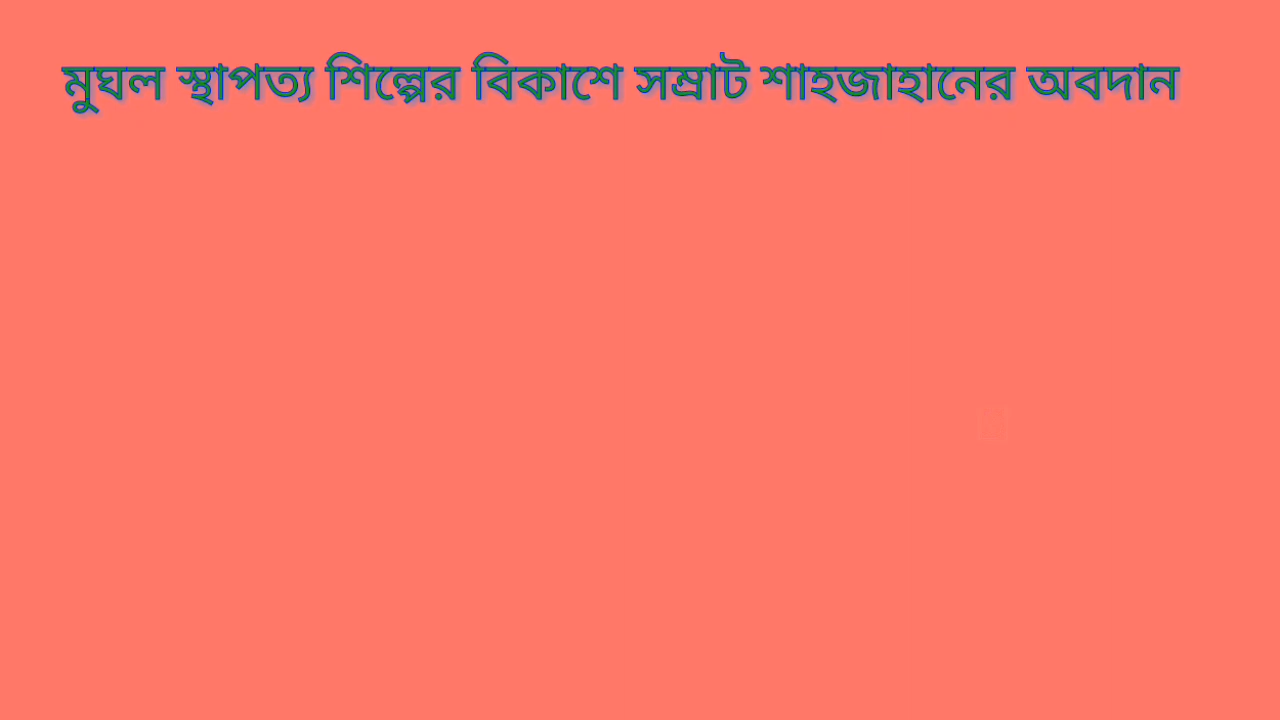 মুঘল স্থাপত্য শিল্পের বিকাশে সম্রাট শাহজাহানের অবদান